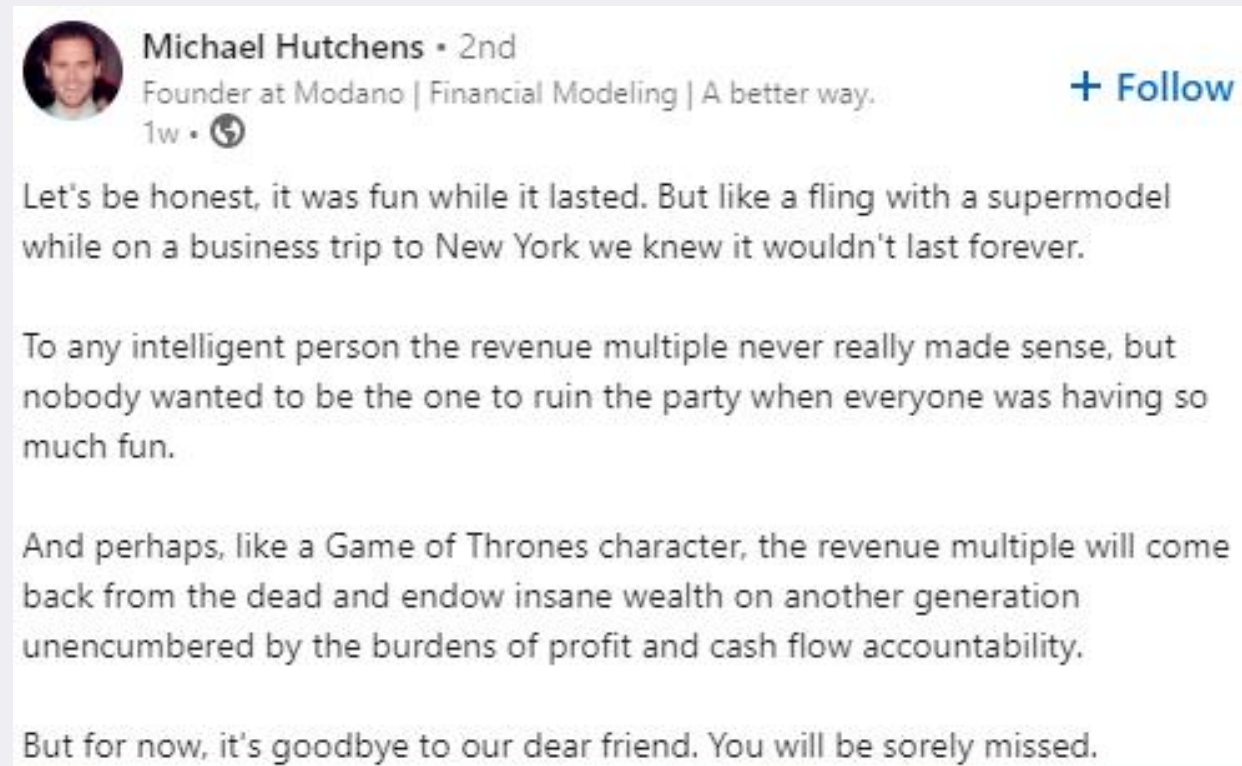 Michael Hutchens • 2nd
Founder at Modano | Financial Modeling | A better way.
+ Follow
1w •
Let's be honest, it was fun while it lasted. But like a fling with a supermodel
while on a business trip to New York we knew it wouldn't last forever.
To any intelligent person the revenue multiple never really made sense, but
nobody wanted to be the one to ruin the party when everyone was having so
much fun.
And perhaps, like a Game of Thrones character, the revenue multiple will come
back from the dead and endow insane wealth on another generation
unencumbered by the burdens of profit and cash flow accountability.
But for now, it's goodbye to our dear friend. You will be sorely missed.